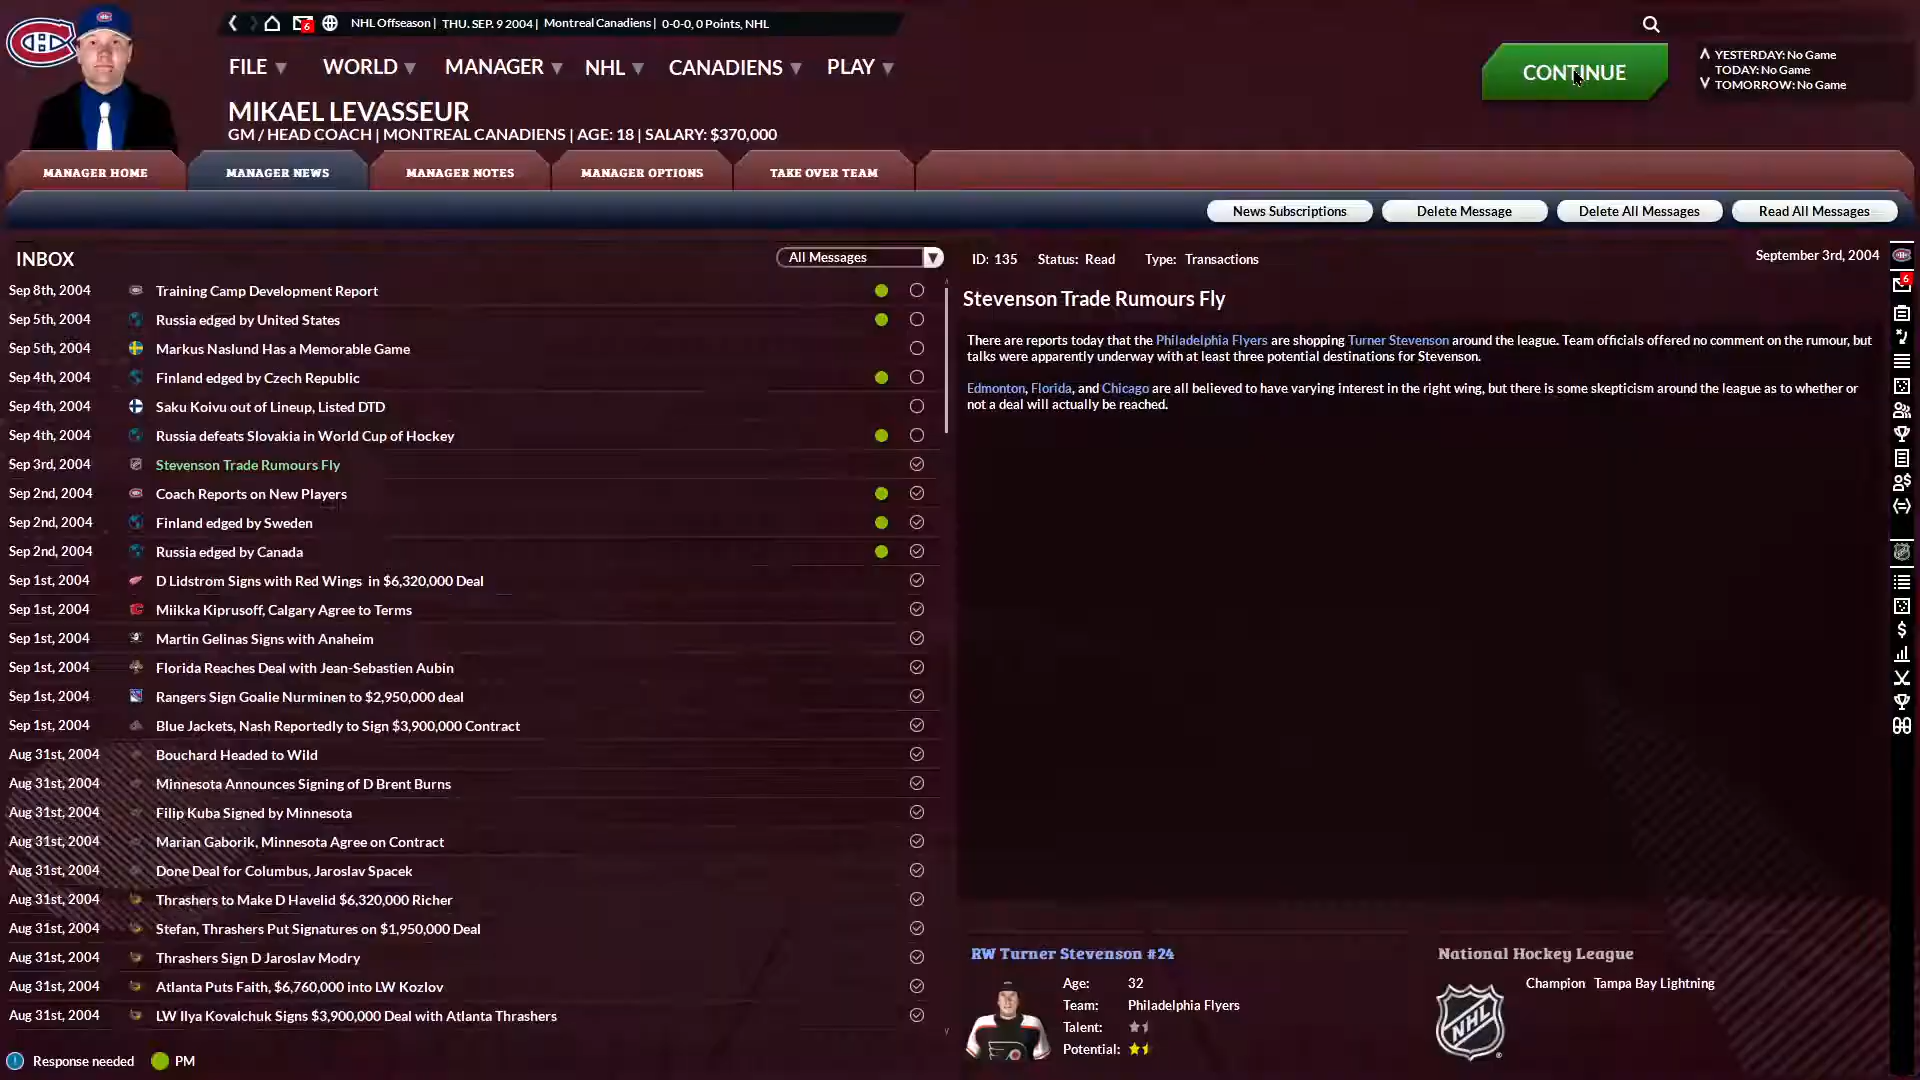 6
NHL Offseason | THU. SEP. 9 2004 | Montreal Canadiens | 0-0-0, 0 Points, NHL
FILE WORLD MANAGER NHL CANADIENS PLAY
CONTINUE
YESTERDAY: No Game
TODAY: No Game
TOMORROW: No Game
MIKAEL LEVASSEUR
GM / HEAD COACH | MONTREAL CANADIENS | AGE: 18 | SALARY: $370,000
MANAGER HOME MANAGER NEWS MANAGER NOTES MANAGER OPTIONS TAKE OVER TEAM
News Subscriptions Delete Message Delete All Messages Read All Messages
INBOX All Messages
Sep 8th, 2004 Training Camp Development Report
Sep 5th, 2004 Russia edged by United States
Sep 5th, 2004 Markus Naslund Has a Memorable Game
Sep 4th, 2004 Finland edged by Czech Republic
Sep 4th, 2004 Saku Koivu out of Lineup, Listed DTD
Sep 4th, 2004 Russia defeats Slovakia in World Cup of Hockey
Sep 3rd, 2004 Stevenson Trade Rumours Fly
Sep 2nd, 2004 Coach Reports on New Players
Sep 2nd, 2004 Finland edged by Sweden
Sep 2nd, 2004 Russia edged by Canada
Sep 1st, 2004 D Lidstrom Signs with Red Wings in $6,320,000 Deal
Sep 1st, 2004 Miikka Kiprusoff, Calgary Agree to Terms
Sep 1st, 2004 Martin Gelinas Signs with Anaheim
Sep 1st, 2004 Florida Reaches Deal with Jean-Sebastien Aubin
Sep 1st, 2004 Rangers Sign Goalie Nurminen to $2,950,000 deal
Sep 1st, 2004 Blue Jackets, Nash Reportedly to Sign $3,900,000 Contract
Aug 31st, 2004 Bouchard Headed to Wild
Aug 31st, 2004 Minnesota Announces Signing of D Brent Burns
Aug 31st, 2004 Filip Kuba Signed by Minnesota
Aug 31st, 2004 Marian Gaborik, Minnesota Agree on Contract
Aug 31st, 2004 Done Deal for Columbus, Jaroslav Spacek
Aug 31st, 2004 Thrashers to Make D Havelid $6,320,000 Richer
Aug 31st, 2004 Stefan, Thrashers Put Signatures on $1,950,000 Deal
Aug 31st, 2004 Thrashers Sign D Jaroslav Modry
Aug 31st, 2004 Atlanta Puts Faith, $6,760,000 into LW Kozlov
Aug 31st, 2004 LW Ilya Kovalchuk Signs $3,900,000 Deal with Atlanta Thrashers
Response needed PM
ID: 135 Status: Read Type: Transactions September 3rd, 2004
6
Stevenson Trade Rumours Fly
There are reports today that the Philadelphia Flyers are shopping Turner Stevenson around the league. Team officials offered no comment on the rumour, but
talks were apparently underway with at least three potential destinations for Stevenson.
Edmonton, Florida, and Chicago are all believed to have varying interest in the right wing, but there is some skepticism around the league as to whether or
not a deal will actually be reached.
RW Turner Stevenson #24
Age: 32
Team: Philadelphia Flyers
Talent:
Potential:
National Hockey League
Champion Tampa Bay Lightning
NHL